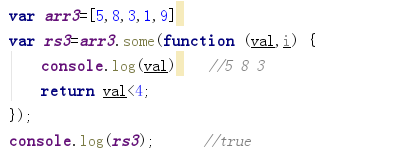 var arr3=[5,8,3,1,9]
var rs3=arr3.some(function (val,i) {
    console.log(val)    //5 8 3
    return val<4;
});
console.log(rs3);    //true